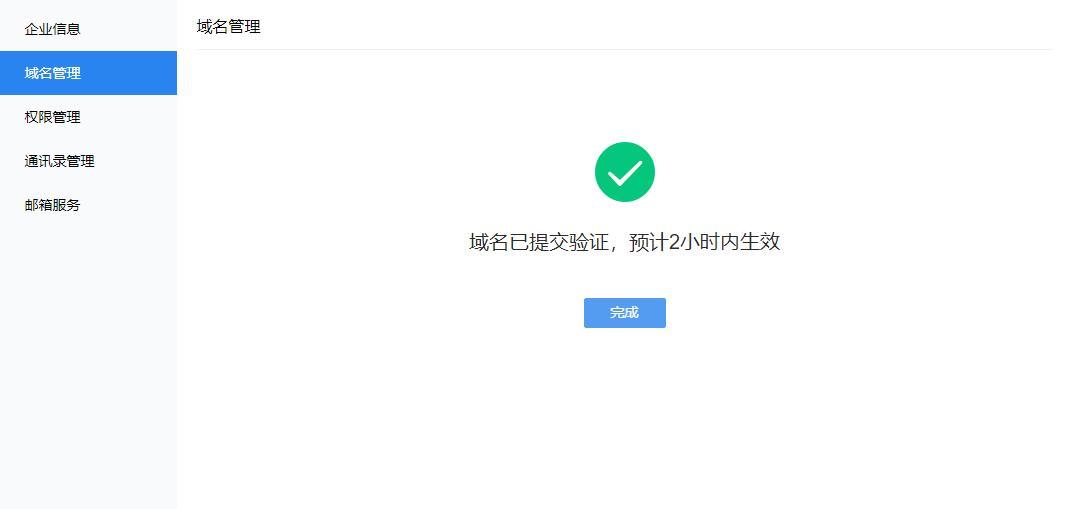 企业信息
域名管理
权限管理
通讯录管理
邮箱服务
域名管理
域名已提交验证，预计2小时内生效
完成